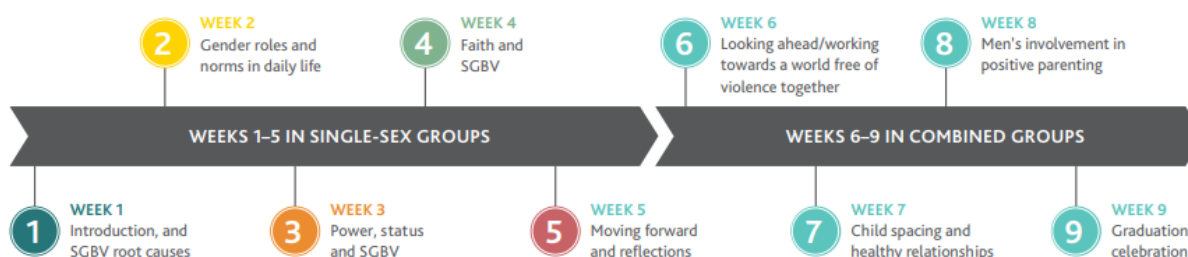 WEEK 2
2
Gender roles and
norms in daily life
WEEK 4
4
Faith and
SGBV
WEEK 6
6
Looking ahead/working
towards a world free of
violence together
WEEK 8
8
Men's involvement in
positive parenting
WEEKS 1–5 IN SINGLE-SEX GROUPS
WEEKS 6–9 IN COMBINED GROUPS
WEEK 1
1
Introduction, and
SGBV root causes
WEEK 3
3
Power, status
and SGBV
WEEK 5
5
Moving forward
and reflections
WEEK 7
7
Child spacing and
healthy relationships
WEEK 9
9
Graduation
celebration